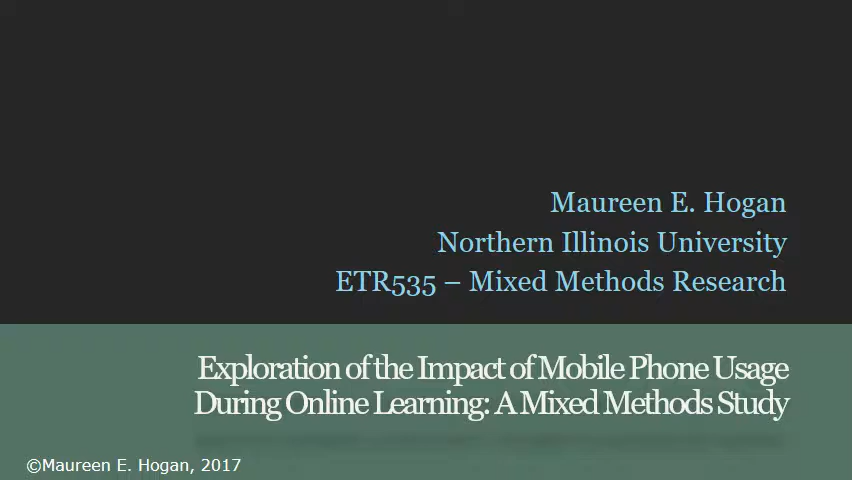 Maureen E. Hogan
Northern Illinois University
ETR535 – Mixed Methods Research
Exploration of the Impact of Mobile Phone Usage
During Online Learning: A Mixed Methods Study
©Maureen E. Hogan, 2017